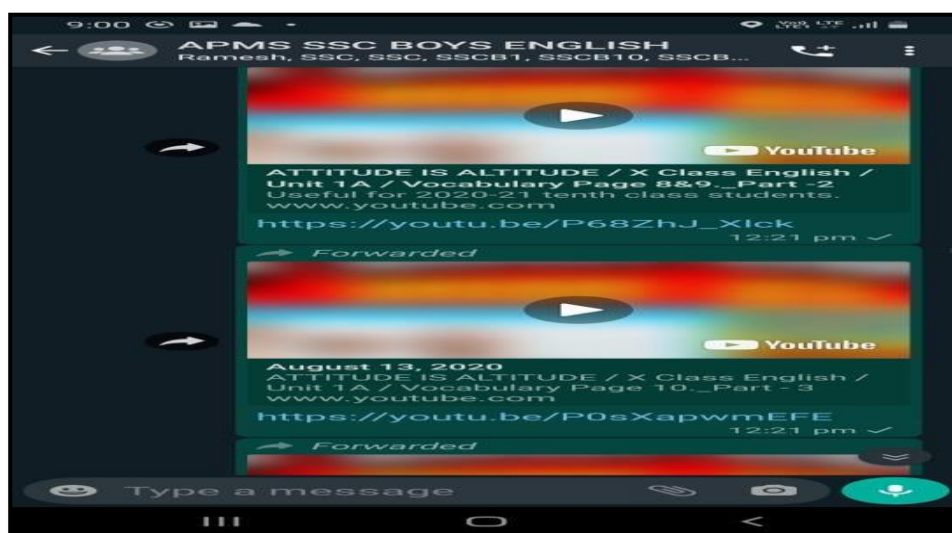 9:00
APMS SSC BOYS ENGLISH
Ramesh, SSC, SSC, SSCB1, SSCB10, SSCB...
YouTube
ATTITUDE IS ALTITUDE / X Class English /
Unit 1A / Vocabulary Page 8&9._Part -2
Useful for 2020-21 tenth class students.
www.youtube.com
https://youtu.be/P68ZhJ_XIck
12:21 pm
Forwarded
YouTube
August 13, 2020
ATTITUDE IS ALTITUDE / X Class English /
Unit 1A / Vocabulary Page 10._Part - 3
www.youtube.com
https://youtu.be/P0sXapwmEFE
12:21 pm
Forwarded
Type a message